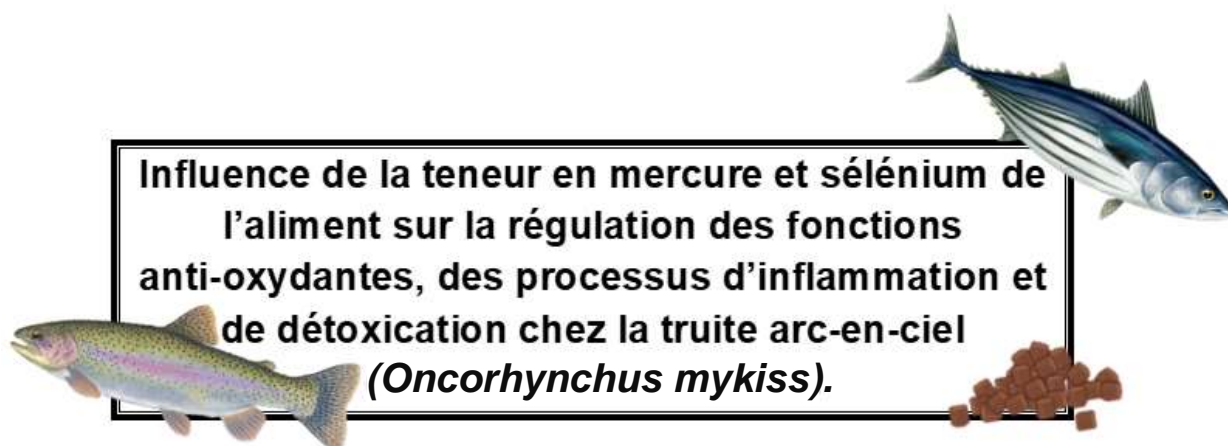 Influence de la teneur en mercure et sélénium de
l’aliment sur la régulation des fonctions
anti-oxydantes, des processus d’inflammation et
de détoxication chez la truite arc-en-ciel
(Oncorhynchus mykiss).